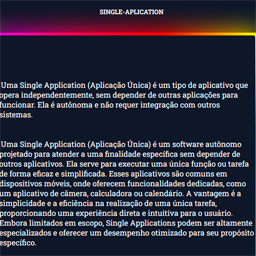 SINGLE-APLICATION
Uma Single Application (Aplicação Única) é um tipo de aplicativo que
opera independentemente, sem depender de outras aplicações para
funcionar. Ela é autônoma e não requer integração com outros
sistemas.
Uma Single Application (Aplicação Única) é um software autônomo
projetado para atender a uma finalidade específica sem depender de
outros aplicativos. Ela serve para executar uma única função ou tarefa
de forma eficaz e simplificada. Esses aplicativos são comuns em
dispositivos móveis, onde oferecem funcionalidades dedicadas, como
um aplicativo de câmera, calculadora ou calendário. A vantagem é a
simplicidade e a eficiência na realização de uma única tarefa,
proporcionando uma experiência direta e intuitiva para o usuário.
Embora limitados em escopo, Single Applications podem ser altamente
especializados e oferecer um desempenho otimizado para seu propósito
específico.